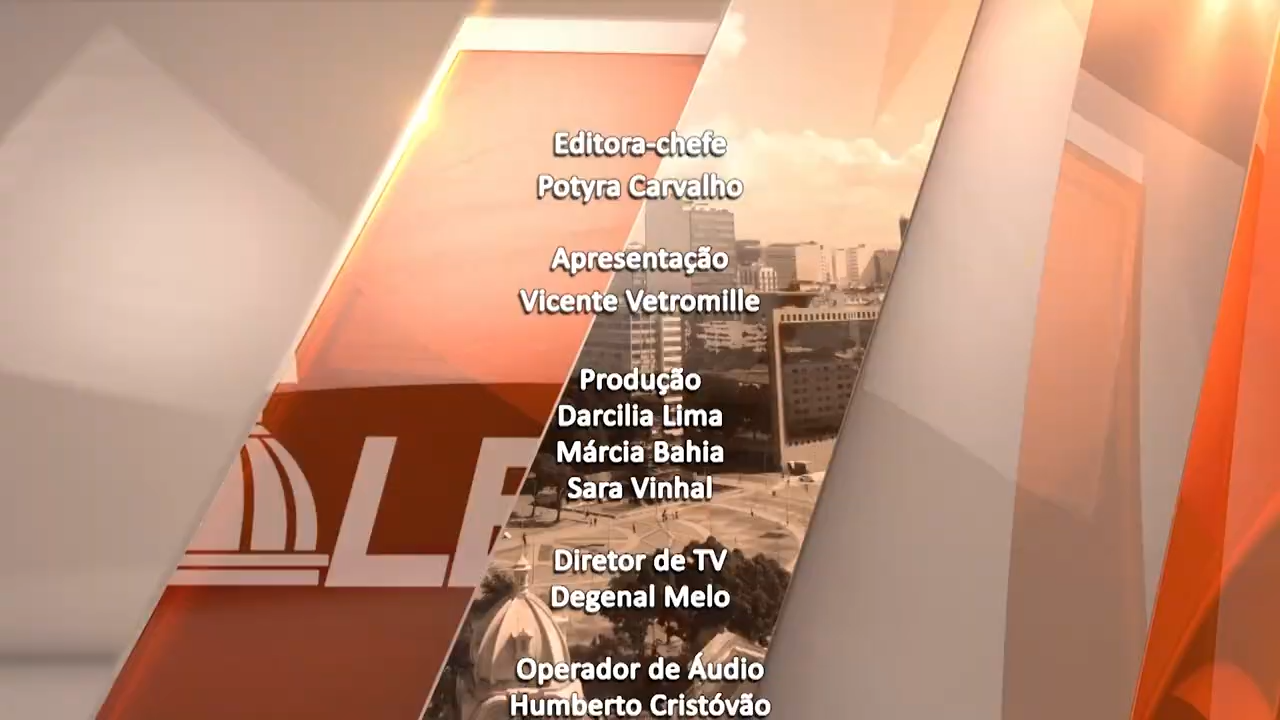 Editora-chefe
Potyra Carvalho
Apresentação
Vicente Vetromille
Produção
Darcilia Lima
Márcia Bahia
Sara Vinhal
Diretor de TV
Degenal Melo
Operador de Áudio
Humberto Cristóvão